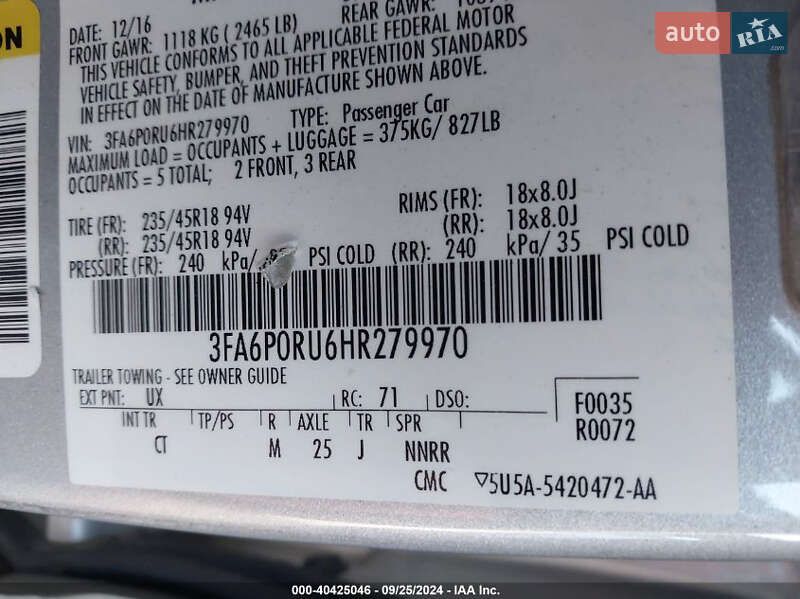 auto RIA.com
ON
DATE: 12/16
FRONT GAWR: 1118 KG ( 2465 LB) REAR GAWR:
THIS VEHICLE CONFORMS TO ALL APPLICABLE FEDERAL MOTOR
VEHICLE SAFETY, BUMPER, AND THEFT PREVENTION STANDARDS
IN EFFECT ON THE DATE OF MANUFACTURE SHOWN ABOVE.
VIN: 3FA6P0RU6HR279970 TYPE: Passenger Car
MAXIMUM LOAD = OCCUPANTS + LUGGAGE = 375KG/ 827LB
OCCUPANTS = 5 TOTAL; 2 FRONT, 3 REAR
TIRE (FR): 235/45R18 94V RIMS (FR): 18x8.0J
(RR): 235/45R18 94V (RR): 18x8.0J
PRESSURE (FR): 240 kPa/ PSI COLD (RR): 240 kPa/ 35 PSI COLD
3FA6P0RU6HR279970
TRAILER TOWING - SEE OWNER GUIDE
EXT PNT: UX RC: 71 DSO: F0035
INT TR TP/PS R AXLE TR SPR R0072
CT M 25 J NNRR
CMC ▽5U5A-5420472-AA
000-40425046 - 09/25/2024 - IAA Inc.